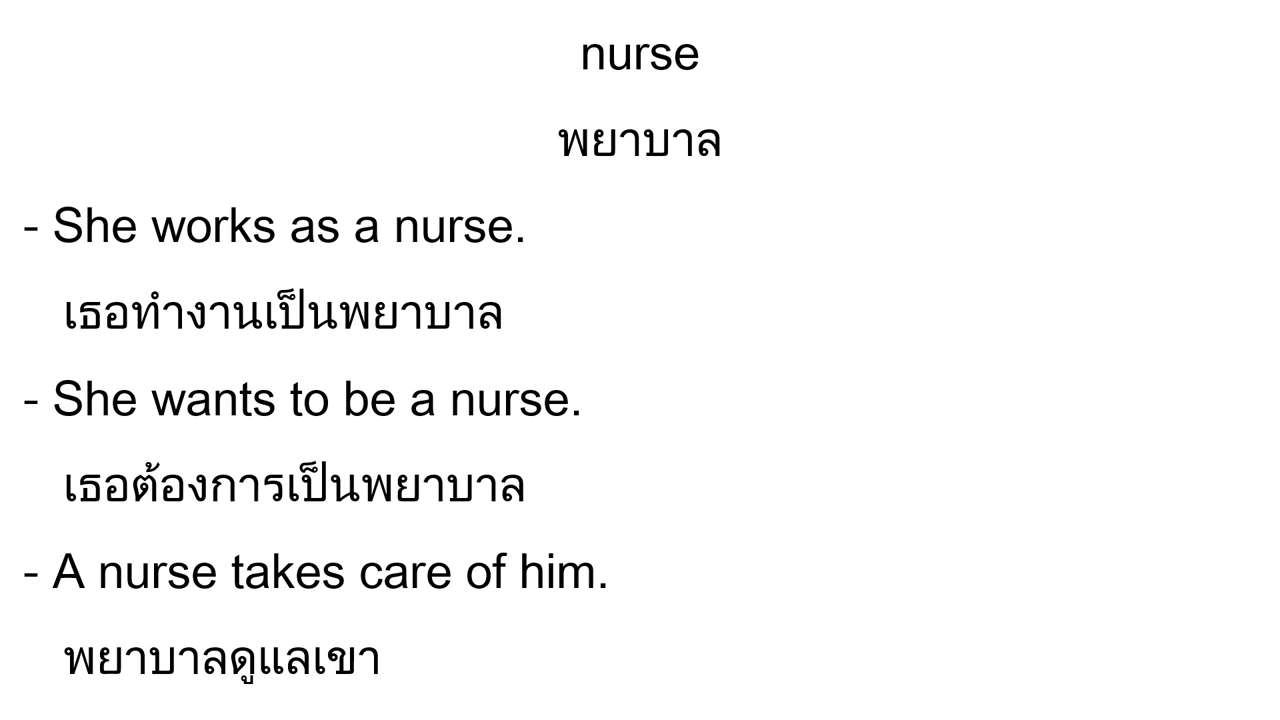 nurse
พยาบาล
- She works as a nurse.
เธอทำงานเป็นพยาบาล
- She wants to be a nurse.
เธอต้องการเป็นพยาบาล
- A nurse takes care of him.
พยาบาลดูแลเขา